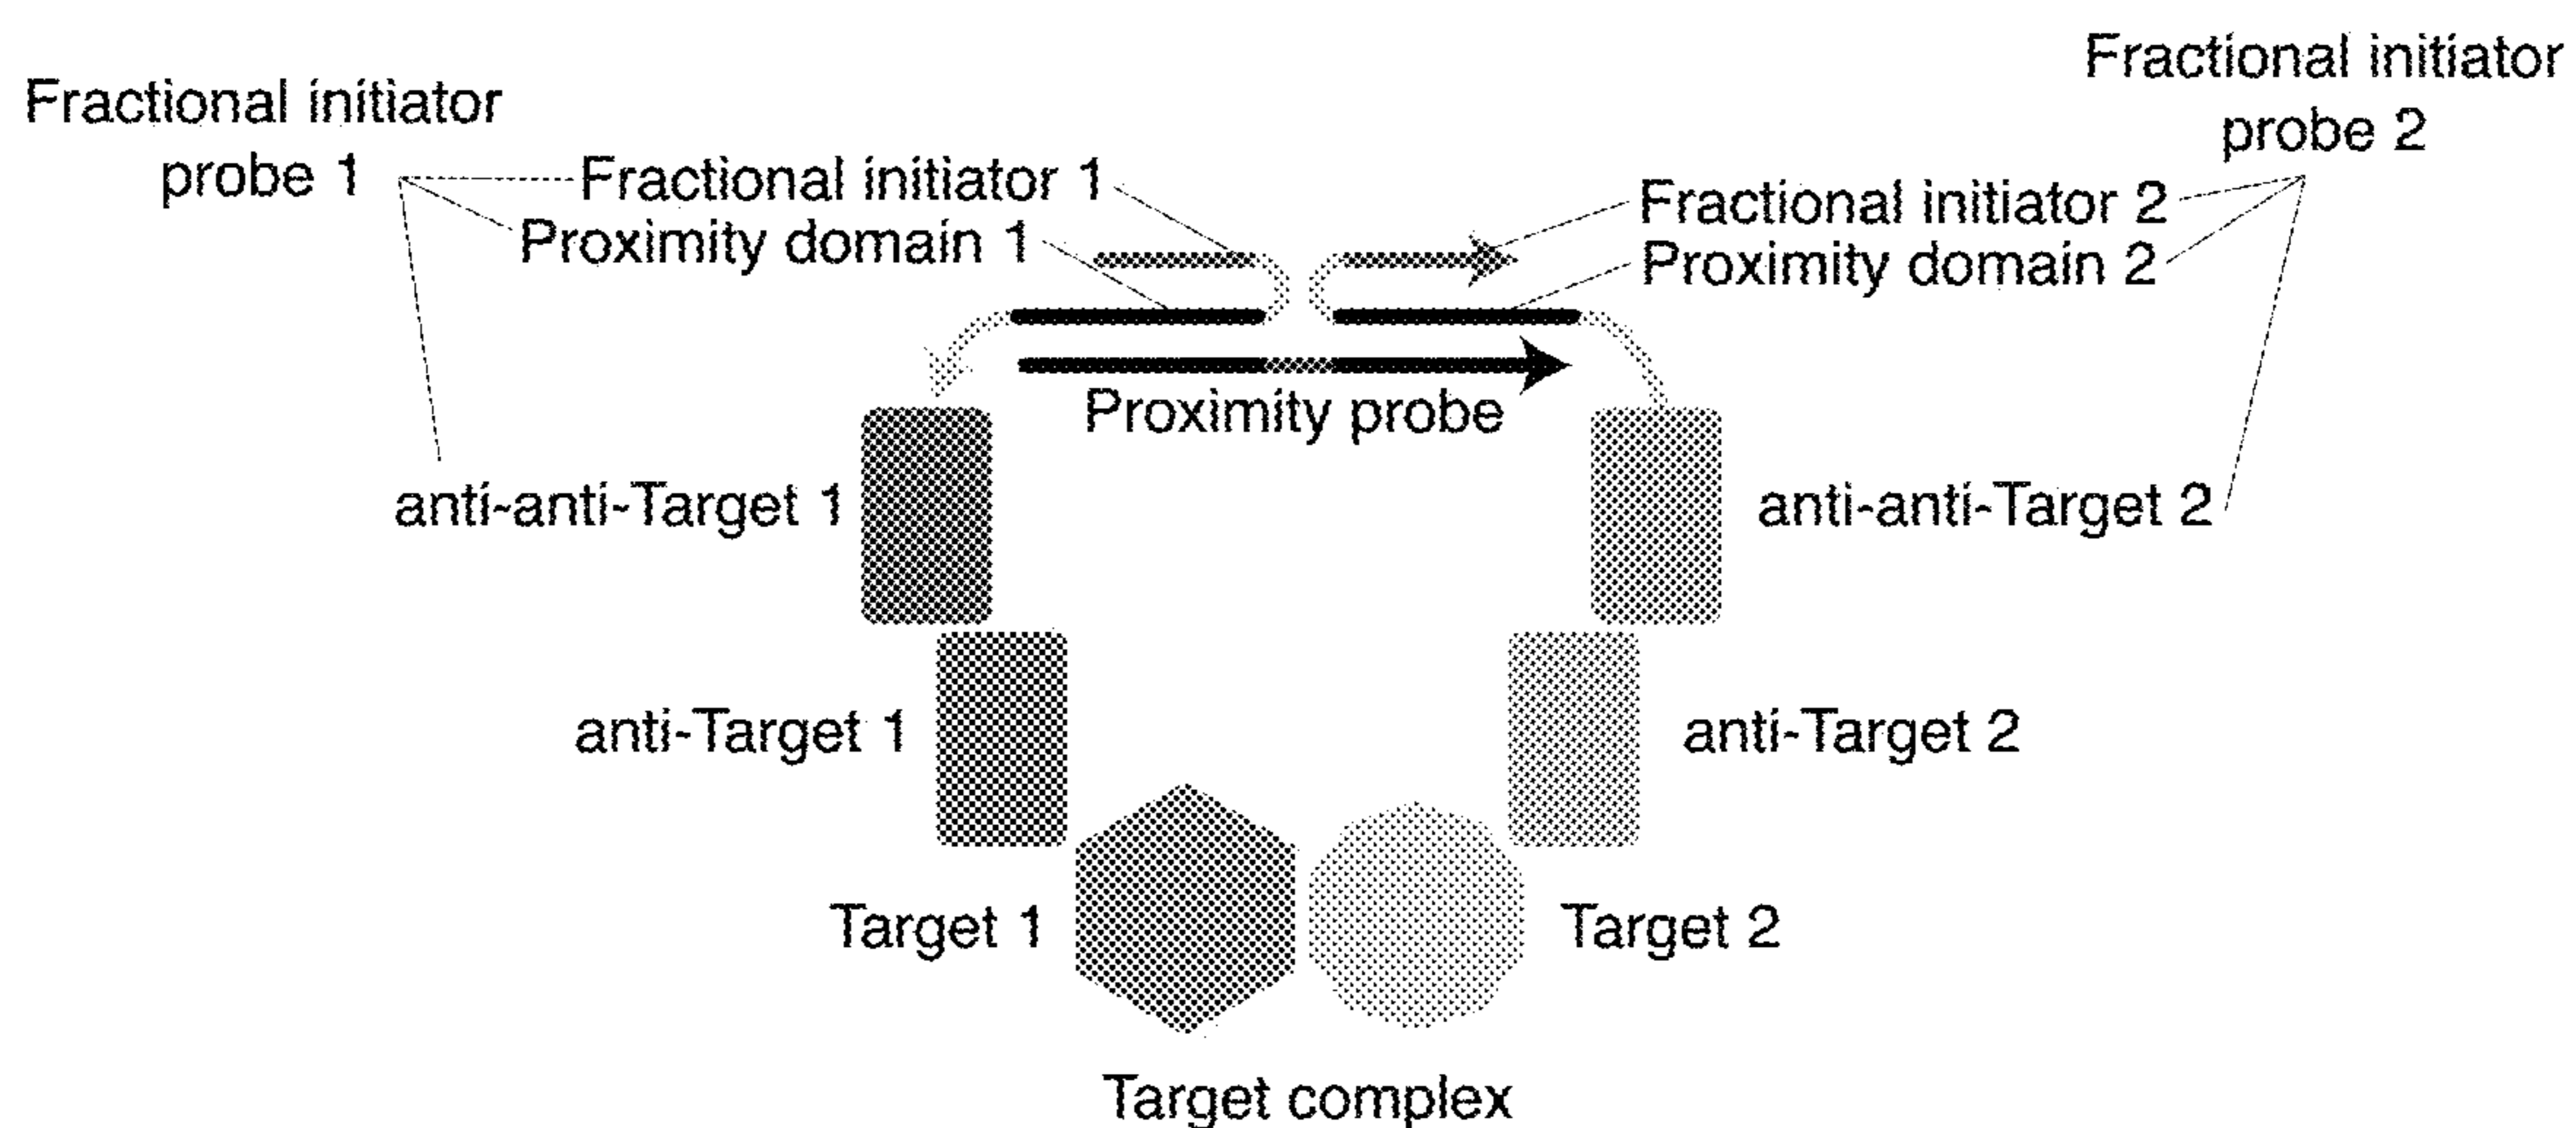 Fractional initiator
probe 1
Fractional initiator 1
Proximity domain 1
Fractional initiator
probe 2
Fractional initiator 2
Proximity domain 2
Proximity probe
anti-anti-Target 1
anti-anti-Target 2
anti-Target 1
anti-Target 2
Target 1
Target 2
Target complex